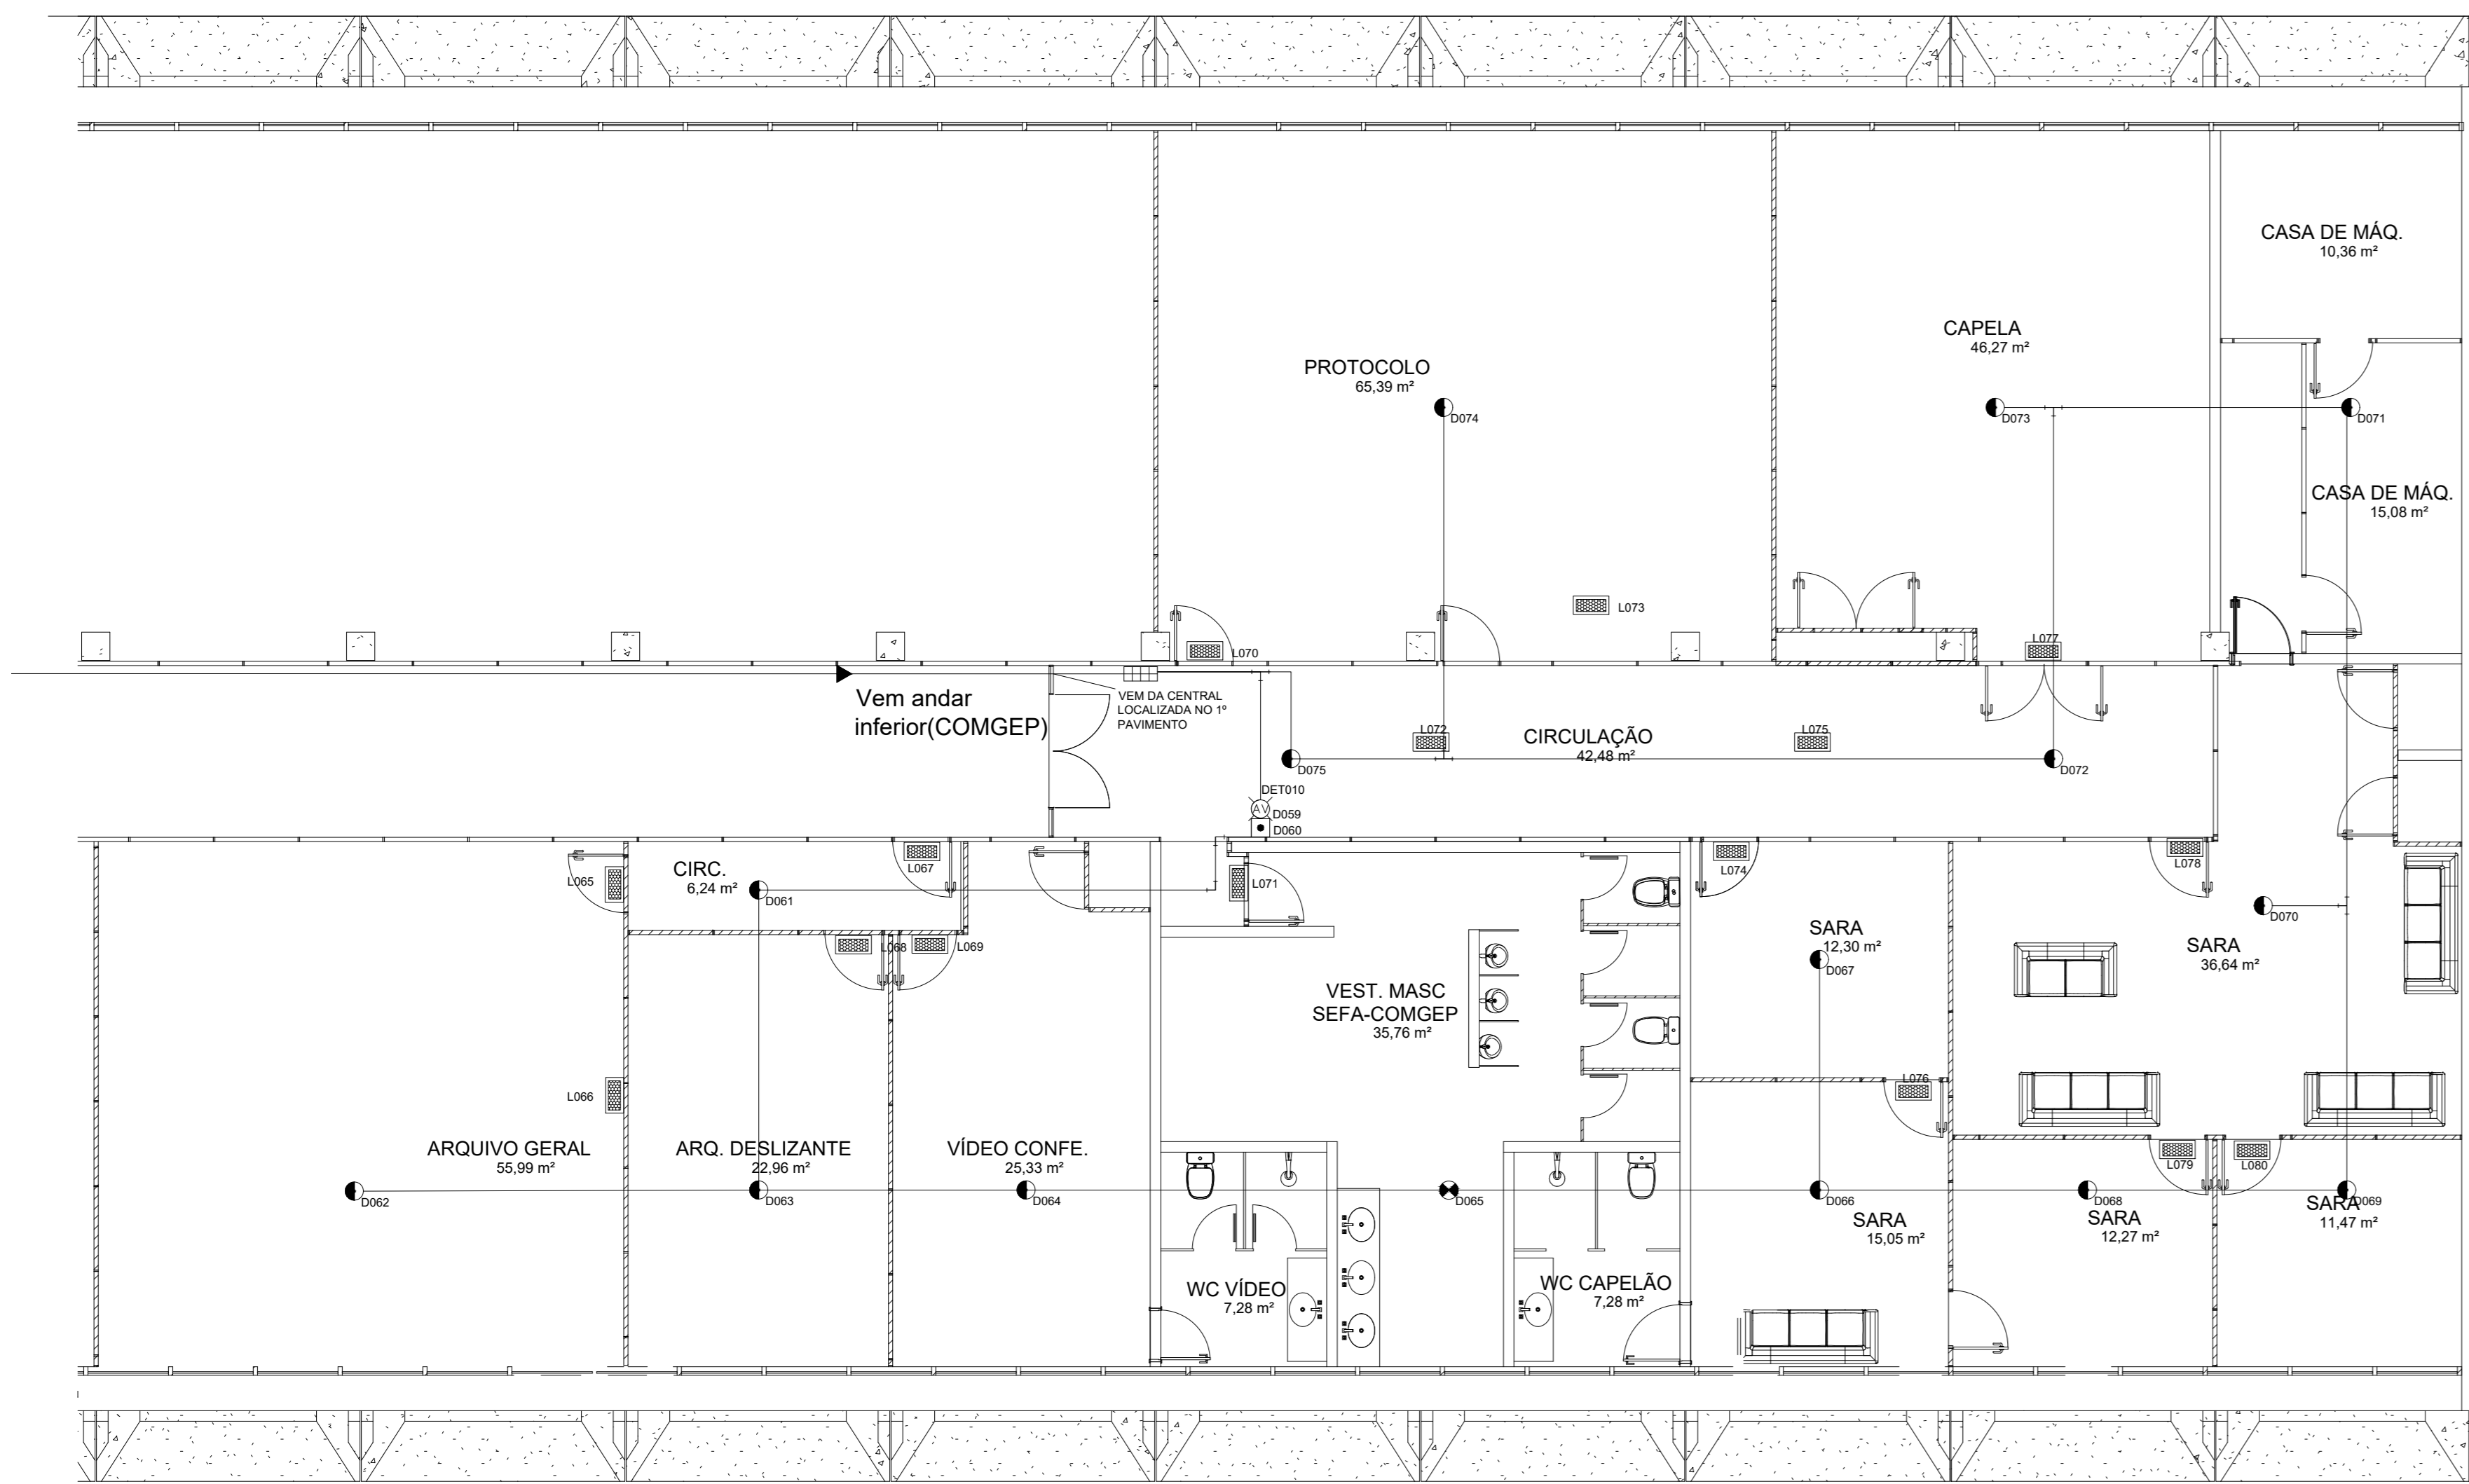 CASA DE MÁQ.
10,36 m²
CAPELA
46,27 m²
PROTOCOLO
65,39 m²
D074
D073
D071
CASA DE MÁQ.
15,08 m²
L073
L070
L077
Vem andar
inferior(COMGEP)
VEM DA CENTRAL
LOCALIZADA NO 1º
PAVIMENTO
L072
CIRCULAÇÃO
42,48 m²
L075
D075
D072
DET010
AV
D059
D060
CIRC.
6,24 m²
L065
L067
D061
L071
L074
L078
D070
L068
L069
SARA
12,30 m²
D067
SARA
36,64 m²
VEST. MASC
SEFA-COMGEP
35,76 m²
L066
L076
ARQUIVO GERAL
55,99 m²
ARQ. DESLIZANTE
22,96 m²
VÍDEO CONFE.
25,33 m²
L079
L080
D062
D063
D064
D065
D066
D068
D069
SARA
15,05 m²
SARA
12,27 m²
SARA
11,47 m²
WC VÍDEO
7,28 m²
WC CAPELÃO
7,28 m²